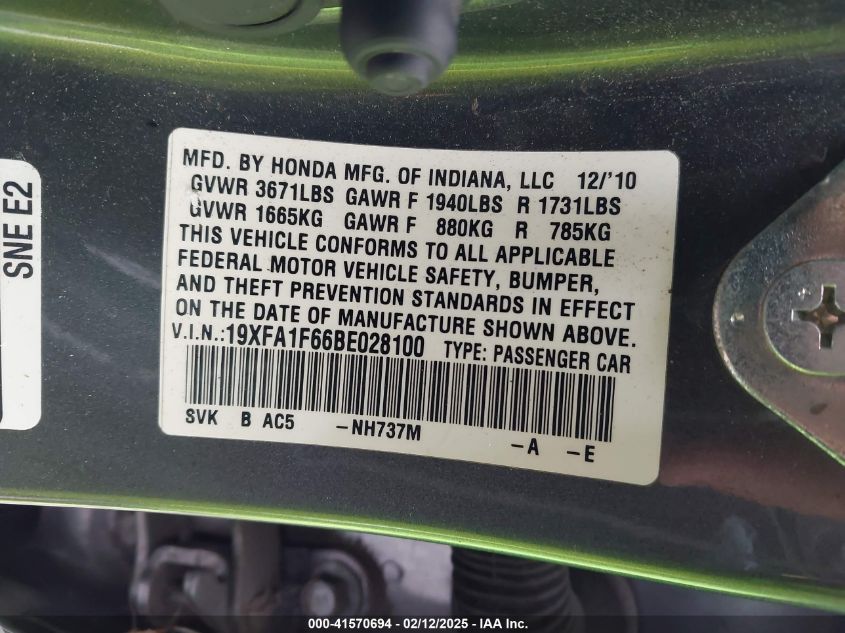 MFD. BY HONDA MFG. OF INDIANA, LLC 12/'10
GVWR 3671LBS GAWR F 1940LBS R 1731LBS
GVWR 1665KG GAWR F 880KG R 785KG
THIS VEHICLE CONFORMS TO ALL APPLICABLE
FEDERAL MOTOR VEHICLE SAFETY, BUMPER,
AND THEFT PREVENTION STANDARDS IN EFFECT
ON THE DATE OF MANUFACTURE SHOWN ABOVE.
V.I.N.:19XFA1F66BE028100 TYPE: PASSENGER CAR
SVK B AC5 -NH737M -A -E
SNE E2
000-41570694 - 02/12/2025 - IAA Inc.